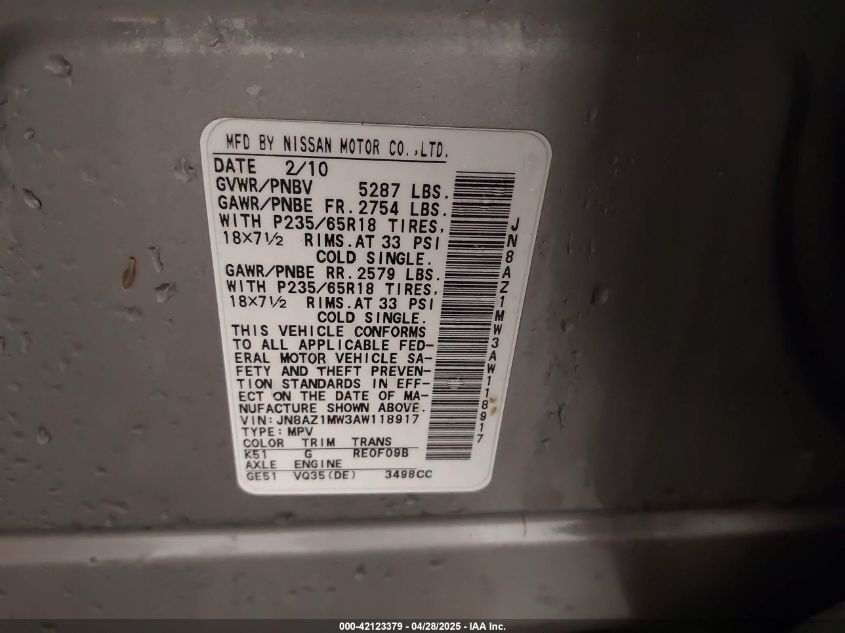 MFD BY NISSAN MOTOR CO.,LTD.
DATE 2/10
GVWR/PNBV 5287 LBS.
GAWR/PNBE FR. 2754 LBS.
WITH P235/65R18 TIRES,
18×7½ RIMS.AT 33 PSI
COLD SINGLE.
GAWR/PNBE RR. 2579 LBS.
WITH P235/65R18 TIRES,
18×7½ RIMS.AT 33 PSI
COLD SINGLE.
THIS VEHICLE CONFORMS
TO ALL APPLICABLE FED-
ERAL MOTOR VEHICLE SA-
FETY AND THEFT PREVEN-
TION STANDARDS IN EFF-
ECT ON THE DATE OF MA-
NUFACTURE SHOWN ABOVE.
VIN:JN8AZ1MW3AW118917
TYPE:MPV
COLOR TRIM TRANS
K51 G RE0F09B
AXLE ENGINE
GE51 VQ35(DE) 3498CC
JN8AZ1MW3AW118917
000-42123379 - 04/28/2025 - IAA Inc.